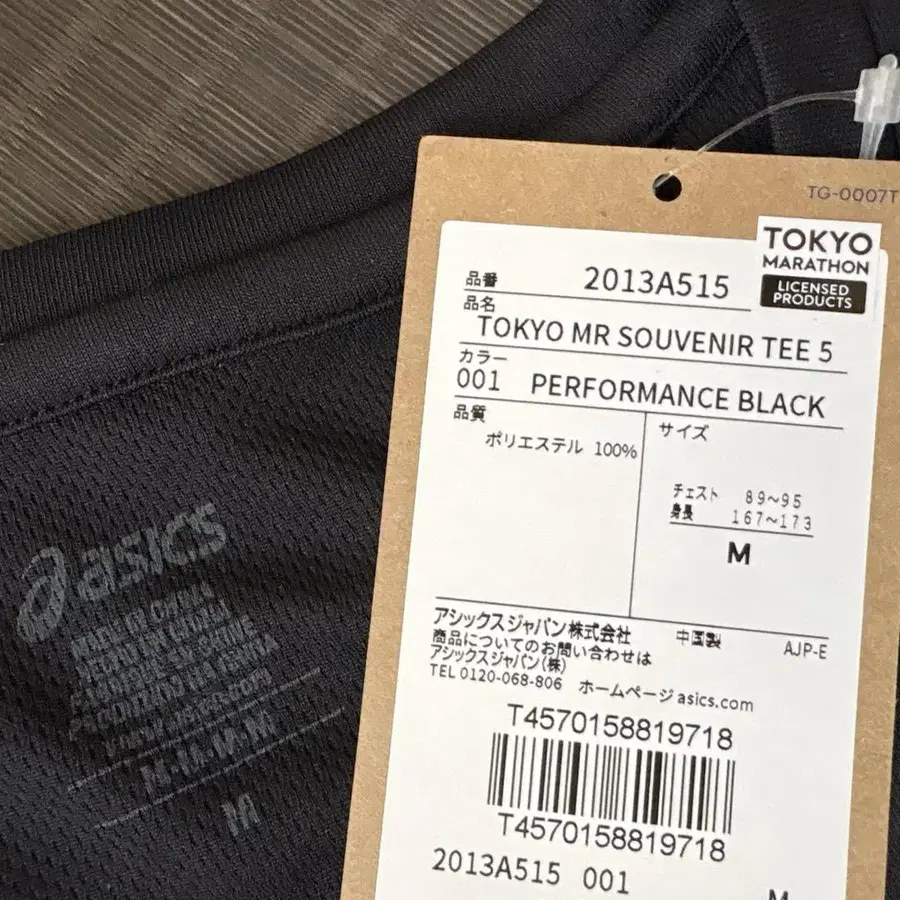 TG-0007T
TOKYO
MARATHON
LICENSED
PRODUCTS
品番 2013A515
品名
TOKYO MR SOUVENIR TEE 5
カラー
001 PERFORMANCE BLACK
品質
ポリエステル 100%
サイズ
チェスト 89~95
身長 167~173
M
アシックスジャパン株式会社 中国製 AJP-E
商品についてのお問い合わせは
アシックスジャパン(株)
TEL 0120-068-806 ホームページasics.com
T4570158819718
T4570158819718
2013A515 001
M
asics
M